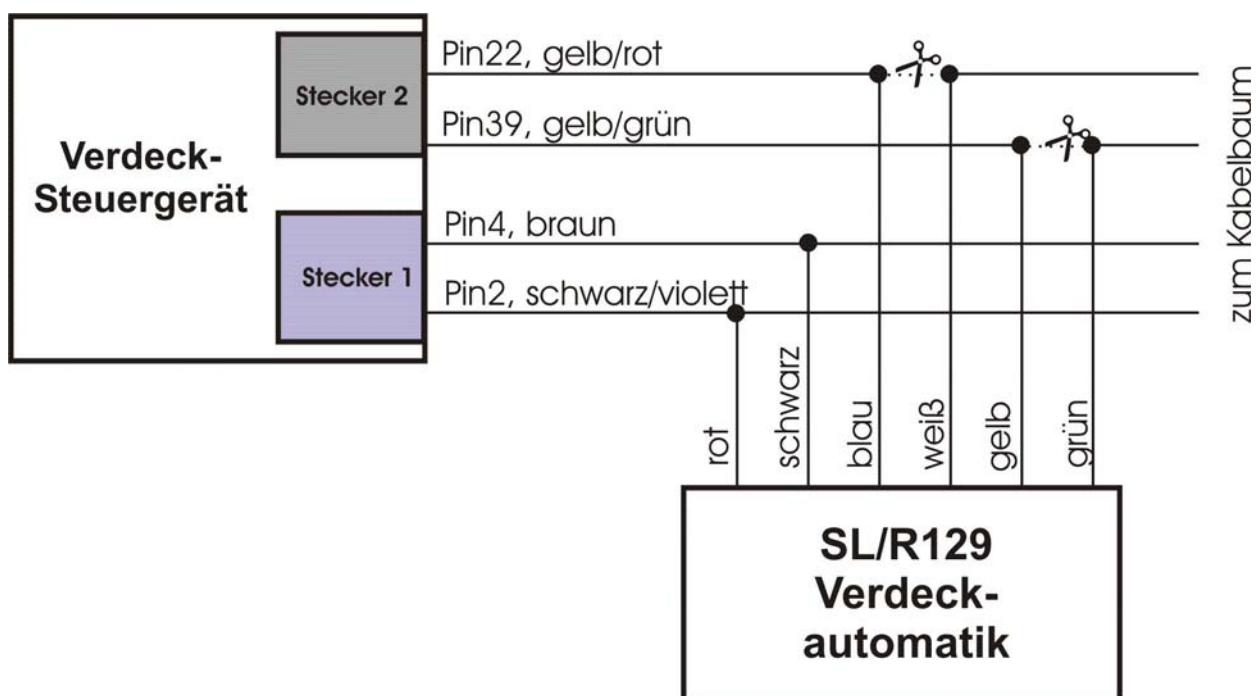 Verdeck-
Steuergerät
Stecker 2
Stecker 1
Pin22, gelb/rot
Pin39, gelb/grün
Pin4, braun
Pin2, schwarz/violett
zum Kabelbaum
rot
schwarz
blau
weiß
gelb
grün
SL/R129
Verdeck-
automatik